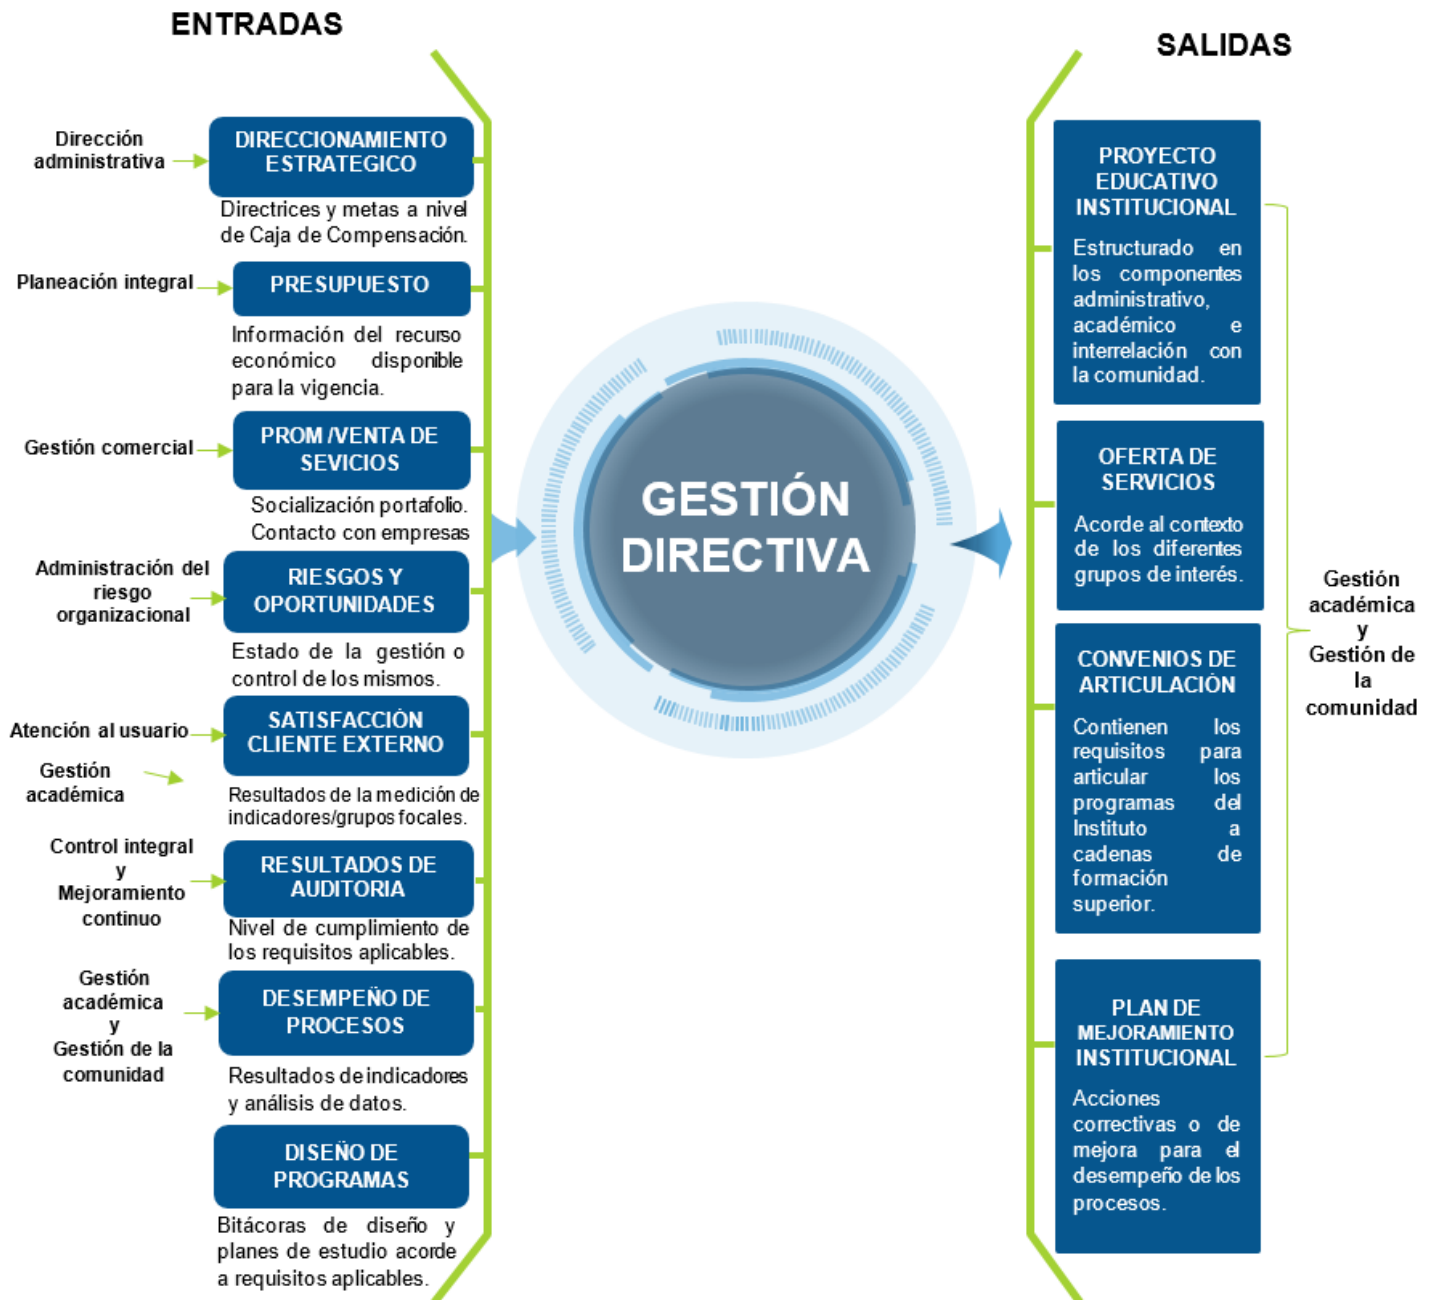 ENTRADAS
Dirección
administrativa
DIRECCIONAMIENTO
ESTRATEGICO
Directrices y metas a nivel
de Caja de Compensación.
Planeación integral
PRESUPUESTO
Información del recurso
económico disponible
para la vigencia.
Gestión comercial
PROM /VENTA DE
SEVICIOS
Socialización portafolio.
Contacto con empresas
Administración del
riesgo
organizacional
RIESGOS Y
OPORTUNIDADES
Estado de la gestión o
control de los mismos.
Atención al usuario
Gestión
académica
SATISFACCIÓN
CLIENTE EXTERNO
Resultados de la medición de
indicadores/grupos focales.
Control integral
y
Mejoramiento
continuo
RESULTADOS DE
AUDITORIA
Nivel de cumplimiento de
los requisitos aplicables.
Gestión
académica
y
Gestión de la
comunidad
DESEMPEÑO DE
PROCESOS
Resultados de indicadores
y análisis de datos.
DISEÑO DE
PROGRAMAS
Bitácoras de diseño y
planes de estudio acorde
a requisitos aplicables.
GESTIÓN
DIRECTIVA
SALIDAS
PROYECTO
EDUCATIVO
INSTITUCIONAL
Estructurado en
los componentes
administrativo,
académico e
interrelación con
la comunidad.
OFERTA DE
SERVICIOS
Acorde al contexto
de los diferentes
grupos de interés.
CONVENIOS DE
ARTICULACIÓN
Contienen los
requisitos para
articular los
programas del
Instituto a
cadenas de
formación
superior.
PLAN DE
MEJORAMIENTO
INSTITUCIONAL
Acciones
correctivas o de
mejora para el
desempeño de los
procesos.
Gestión
académica
y
Gestión de
la
comunidad